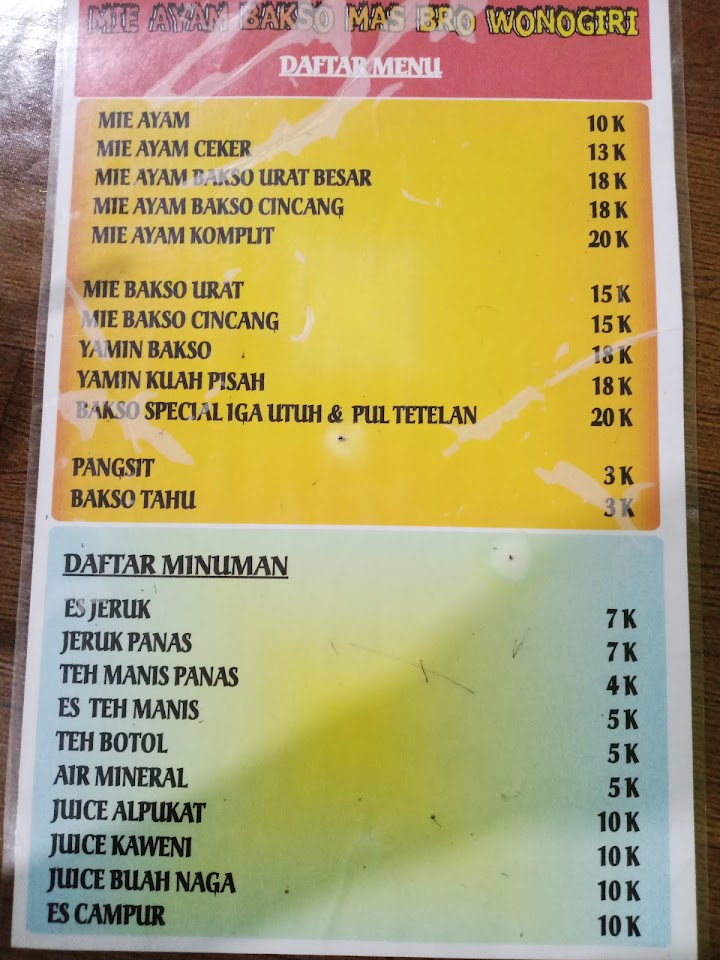 MIE AYAM BAKSO MAS BRO WONOGIRI
DAFTAR MENU
MIE AYAM 10 K
MIE AYAM CEKER 13 K
MIE AYAM BAKSO URAT BESAR 18 K
MIE AYAM BAKSO CINCANG 18 K
MIE AYAM KOMPLIT 20 K
MIE BAKSO URAT 15 K
MIE BAKSO CINCANG 15 K
YAMIN BAKSO 18 K
YAMIN KUAH PISAH 18 K
BAKSO SPECIAL IGA UTUH & PUL TETELAN 20 K
PANGSIT 3 K
BAKSO TAHU 3 K
DAFTAR MINUMAN
ES JERUK 7 K
JERUK PANAS 7 K
TEH MANIS PANAS 4 K
ES TEH MANIS 5 K
TEH BOTOL 5 K
AIR MINERAL 5 K
JUICE ALPUKAT 10 K
JUICE KAWENI 10 K
JUICE BUAH NAGA 10 K
ES CAMPUR 10 K